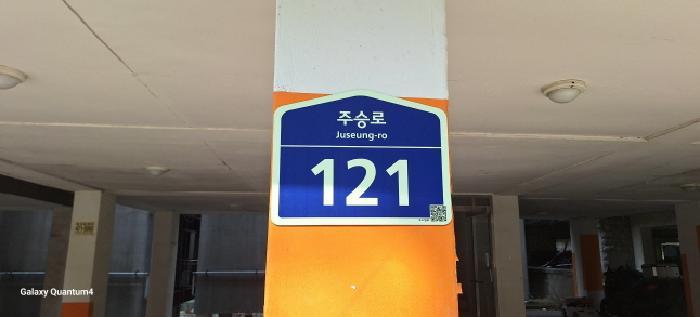 주승로
Juseung-ro
121
Galaxy Quantum4